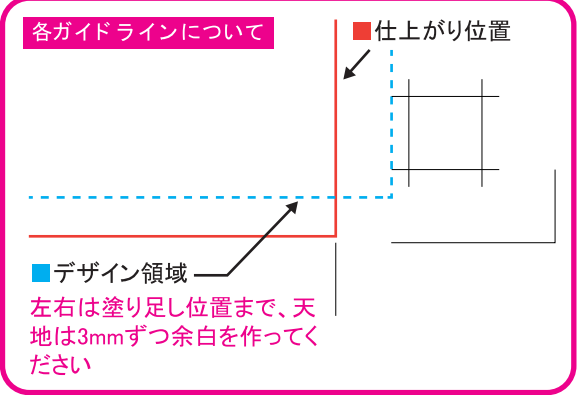 各ガイドラインについて
■仕上がり位置
■デザイン領域
左右は塗り足し位置まで、天
地は3mmずつ余白を作ってく
ださい